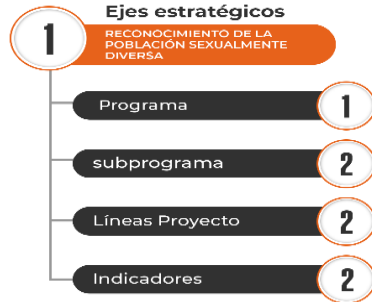 Ejes estratégicos
1
RECONOCIMIENTO DE LA
POBLACIÓN SEXUALMENTE
DIVERSA
Programa 1
subprograma 2
Líneas Proyecto 2
Indicadores 2